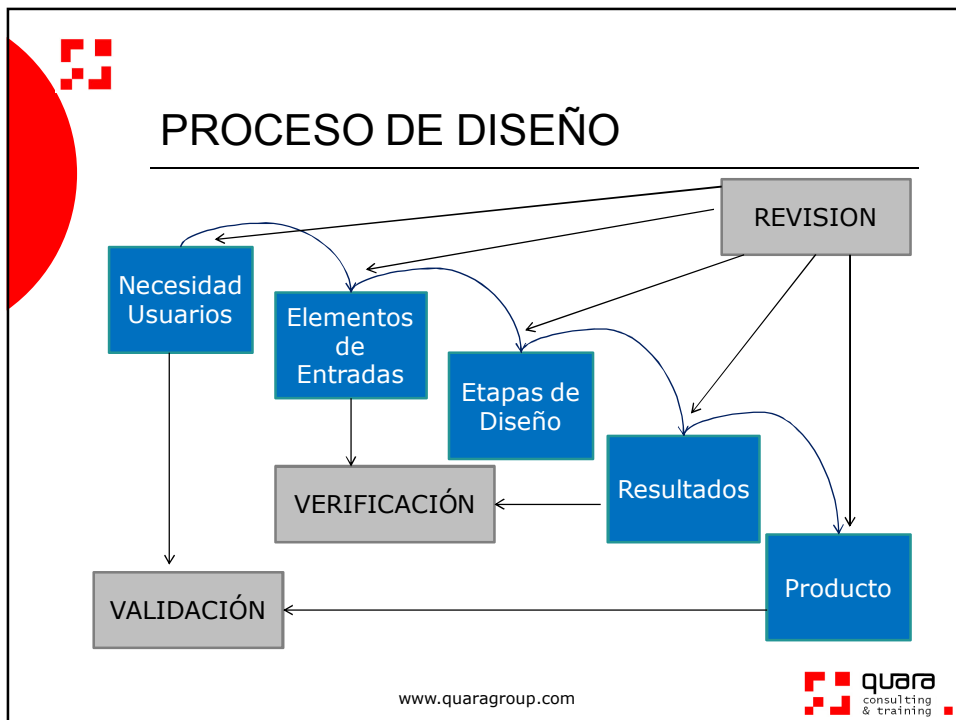 PROCESO DE DISEÑO
REVISION
Necesidad
Usuarios
Elementos
de
Entradas
Etapas de
Diseño
Resultados
VERIFICACIÓN
Producto
VALIDACIÓN
www.quaragroup.com
quara
consulting
& training